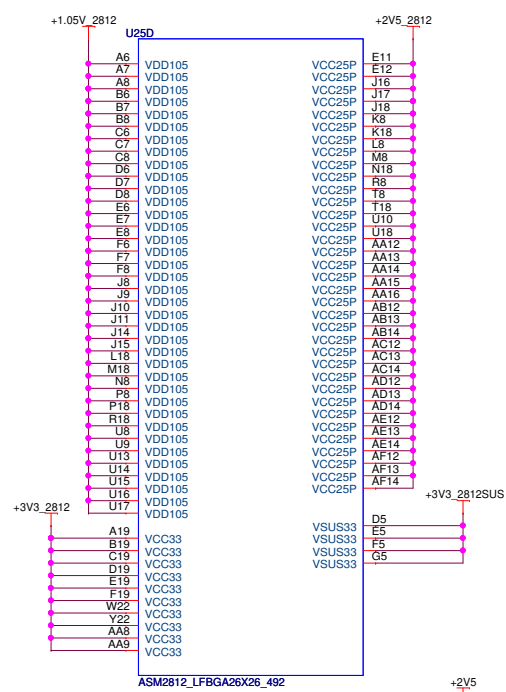 +1.05V_2812 +2V5_2812
U25D
A6 VDD105 VCC25P E11
A7 VDD105 VCC25P E12
A8 VDD105 VCC25P J16
B6 VDD105 VCC25P J17
B7 VDD105 VCC25P J18
B8 VDD105 VCC25P K8
C6 VDD105 VCC25P K18
C7 VDD105 VCC25P L8
C8 VDD105 VCC25P M8
D6 VDD105 VCC25P N18
D7 VDD105 VCC25P R8
D8 VDD105 VCC25P T8
E6 VDD105 VCC25P T18
E7 VDD105 VCC25P U10
E8 VDD105 VCC25P U18
F6 VDD105 VCC25P AA12
F7 VDD105 VCC25P AA13
F8 VDD105 VCC25P AA14
J8 VDD105 VCC25P AA15
J9 VDD105 VCC25P AA16
J10 VDD105 VCC25P AB12
J11 VDD105 VCC25P AB13
J14 VDD105 VCC25P AB14
J15 VDD105 VCC25P AC12
L18 VDD105 VCC25P AC13
M18 VDD105 VCC25P AC14
N8 VDD105 VCC25P AD12
P8 VDD105 VCC25P AD13
P18 VDD105 VCC25P AD14
R18 VDD105 VCC25P AE12
U8 VDD105 VCC25P AE13
U9 VDD105 VCC25P AE14
U13 VDD105 VCC25P AF12
U14 VDD105 VCC25P AF13
U15 VDD105 VCC25P AF14
U16 VDD105
+3V3_2812 U17 VDD105 +3V3_2812SUS
VSUS33 D5
A19 VCC33 VSUS33 E5
B19 VCC33 VSUS33 F5
C19 VCC33 VSUS33 G5
D19 VCC33
E19 VCC33
F19 VCC33
W22 VCC33
Y22 VCC33
AA8 VCC33
AA9 VCC33
ASM2812_LFBGA26X26_492 +2V5